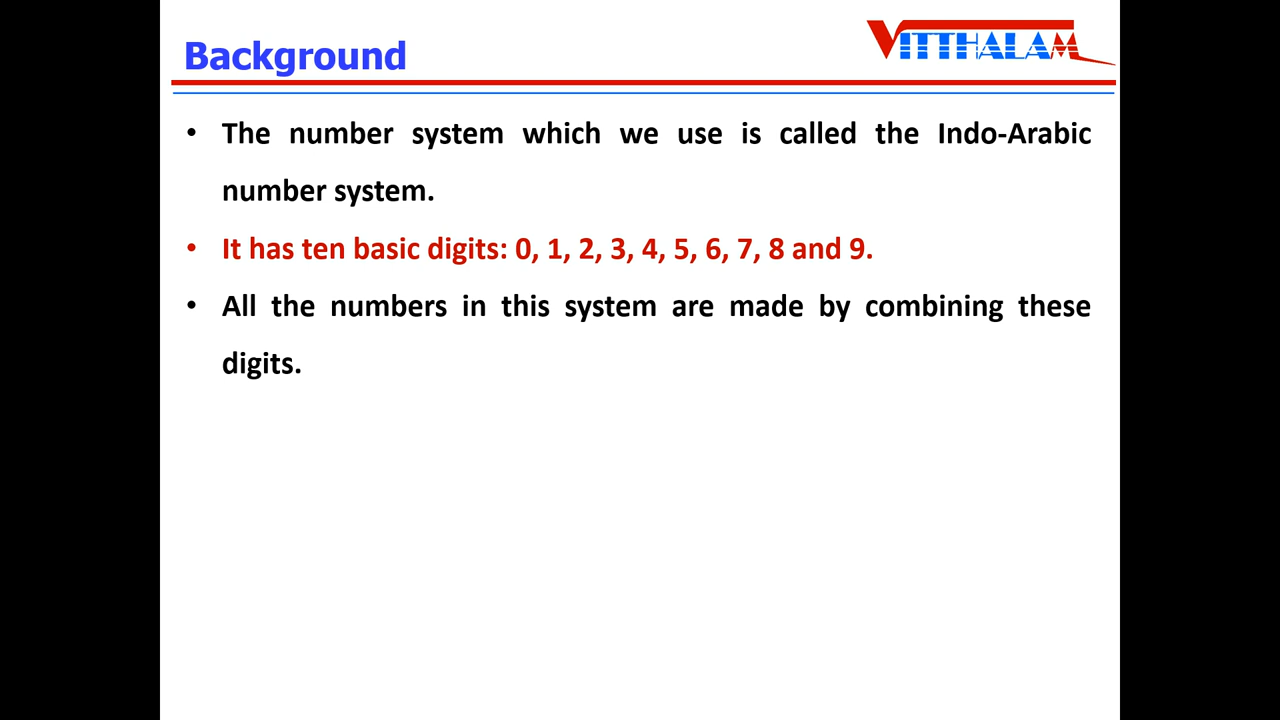 Background
VITTHALAM
• The number system which we use is called the Indo-Arabic
number system.
• It has ten basic digits: 0, 1, 2, 3, 4, 5, 6, 7, 8 and 9.
• All the numbers in this system are made by combining these
digits.